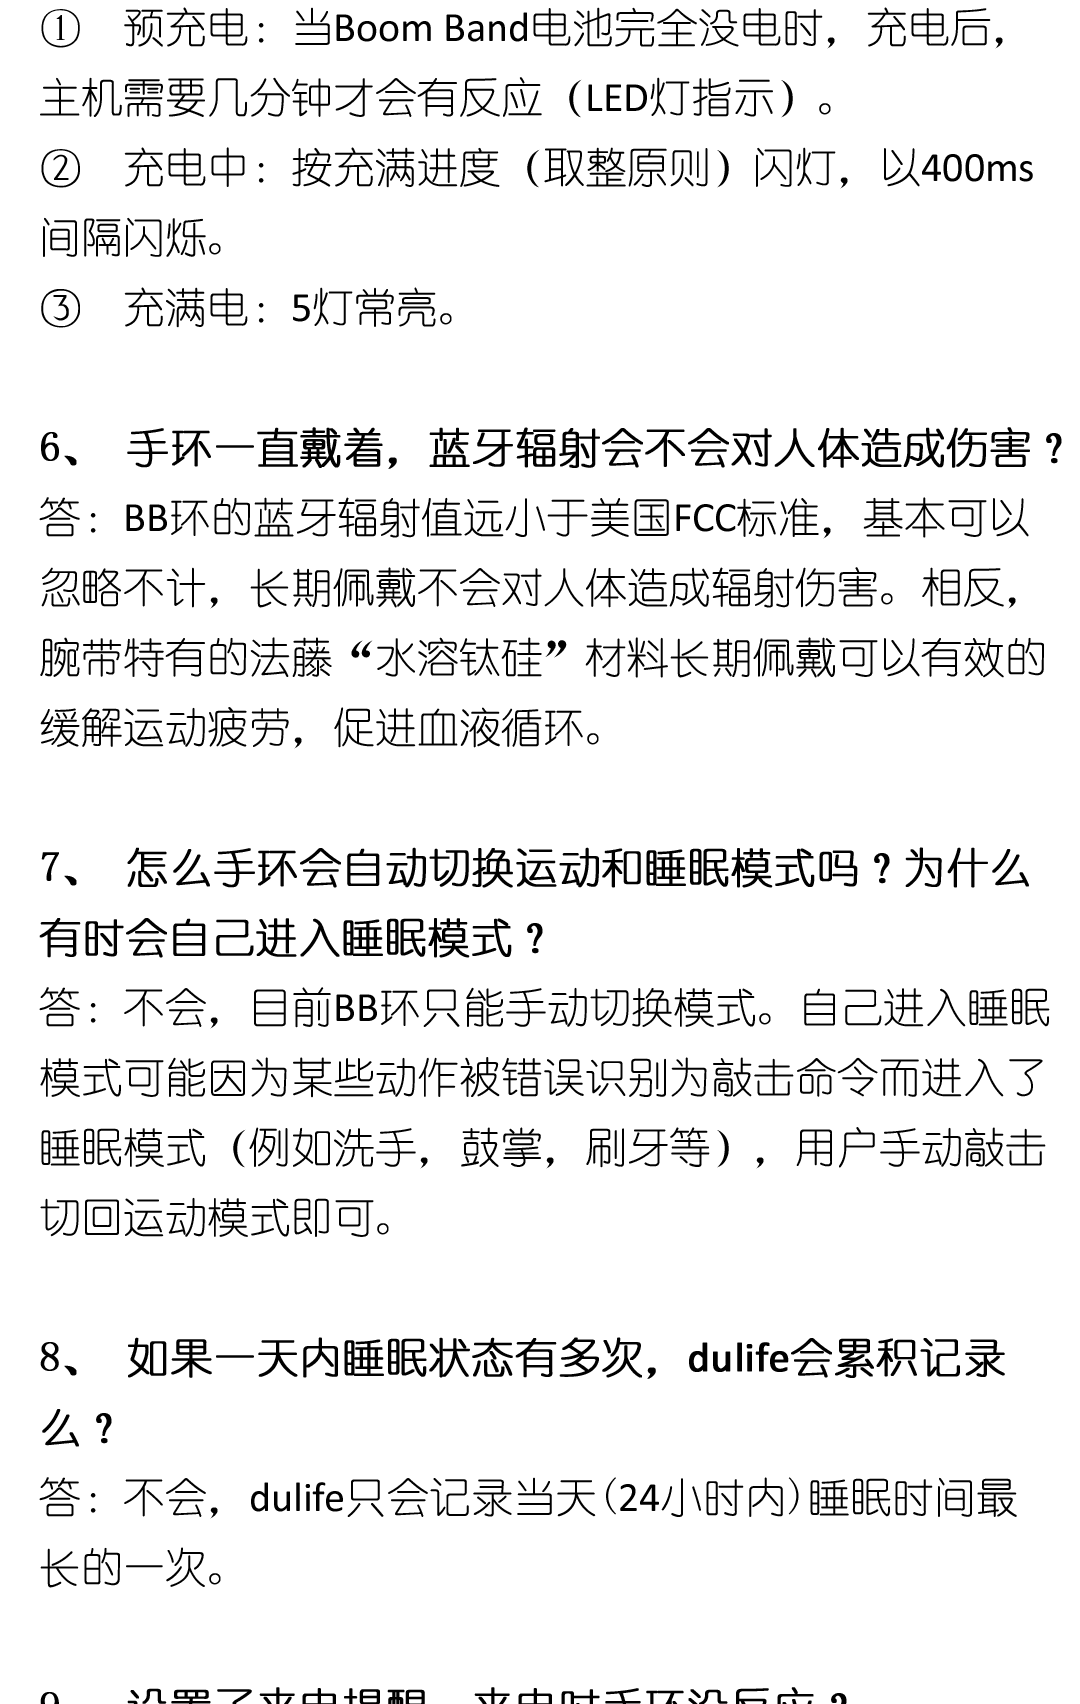 ① 预充电：当Boom Band电池完全没电时，充电后，
主机需要几分钟才会有反应（LED灯指示）。
② 充电中：按充满进度（取整原则）闪灯，以400ms
间隔闪烁。
③ 充满电：5灯常亮。
6、 手环一直戴着，蓝牙辐射会不会对人体造成伤害？
答：BB环的蓝牙辐射值远小于美国FCC标准，基本可以
忽略不计，长期佩戴不会对人体造成辐射伤害。相反，
腕带特有的法藤“水溶钛硅”材料长期佩戴可以有效的
缓解运动疲劳，促进血液循环。
7、 怎么手环会自动切换运动和睡眠模式吗？为什么
有时会自己进入睡眠模式？
答：不会，目前BB环只能手动切换模式。自己进入睡眠
模式可能因为某些动作被错误识别为敲击命令而进入了
睡眠模式（例如洗手，鼓掌，刷牙等），用户手动敲击
切回运动模式即可。
8、 如果一天内睡眠状态有多次，dulife会累积记录
么？
答：不会，dulife只会记录当天(24小时内)睡眠时间最
长的一次。
9、 设置了来电提醒，来电时手环没反应？